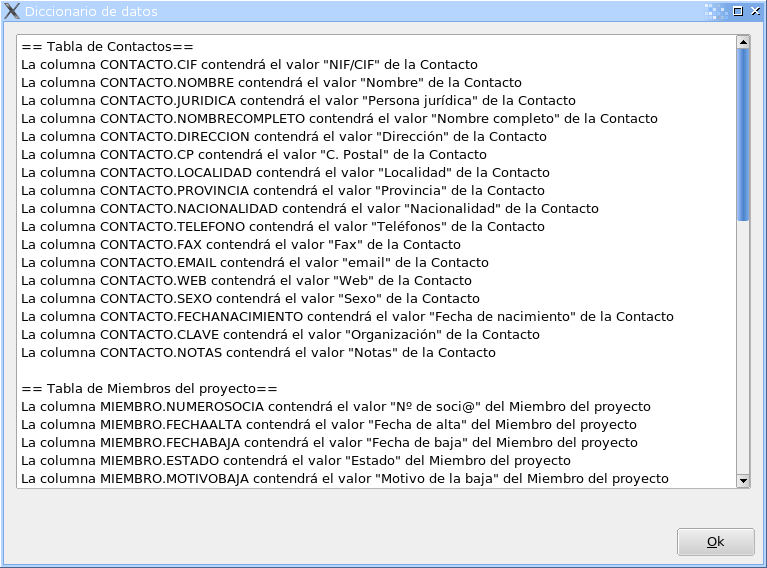 Diccionario de datos
== Tabla de Contactos==
La columna CONTACTO.CIF contendrá el valor "NIF/CIF" de la Contacto
La columna CONTACTO.NOMBRE contendrá el valor "Nombre" de la Contacto
La columna CONTACTO.JURIDICA contendrá el valor "Persona jurídica" de la Contacto
La columna CONTACTO.NOMBRECOMPLETO contendrá el valor "Nombre completo" de la Contacto
La columna CONTACTO.DIRECCION contendrá el valor "Dirección" de la Contacto
La columna CONTACTO.CP contendrá el valor "C. Postal" de la Contacto
La columna CONTACTO.LOCALIDAD contendrá el valor "Localidad" de la Contacto
La columna CONTACTO.PROVINCIA contendrá el valor "Provincia" de la Contacto
La columna CONTACTO.NACIONALIDAD contendrá el valor "Nacionalidad" de la Contacto
La columna CONTACTO.TELEFONO contendrá el valor "Teléfonos" de la Contacto
La columna CONTACTO.FAX contendrá el valor "Fax" de la Contacto
La columna CONTACTO.EMAIL contendrá el valor "email" de la Contacto
La columna CONTACTO.WEB contendrá el valor "Web" de la Contacto
La columna CONTACTO.SEXO contendrá el valor "Sexo" de la Contacto
La columna CONTACTO.FECHANACIMIENTO contendrá el valor "Fecha de nacimiento" de la Contacto
La columna CONTACTO.CLAVE contendrá el valor "Organización" de la Contacto
La columna CONTACTO.NOTAS contendrá el valor "Notas" de la Contacto
== Tabla de Miembros del proyecto==
La columna MIEMBRO.NUMEROSOCIA contendrá el valor "Nº de soci@" del Miembro del proyecto
La columna MIEMBRO.FECHAALTA contendrá el valor "Fecha de alta" del Miembro del proyecto
La columna MIEMBRO.FECHABAJA contendrá el valor "Fecha de baja" del Miembro del proyecto
La columna MIEMBRO.ESTADO contendrá el valor "Estado" del Miembro del proyecto
La columna MIEMBRO.MOTIVOBAJA contendrá el valor "Motivo de la baja" del Miembro del proyecto
Ok